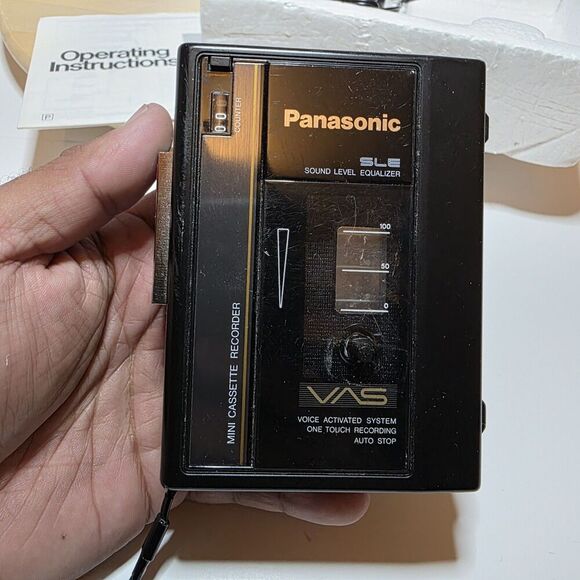 Operating
Instructions
[P]
00
COUNTER
Panasonic
SLE
SOUND LEVEL EQUALIZER
100
50
0
MINI CASSETTE RECORDER
VAS
VOICE ACTIVATED SYSTEM
ONE TOUCH RECORDING
AUTO STOP